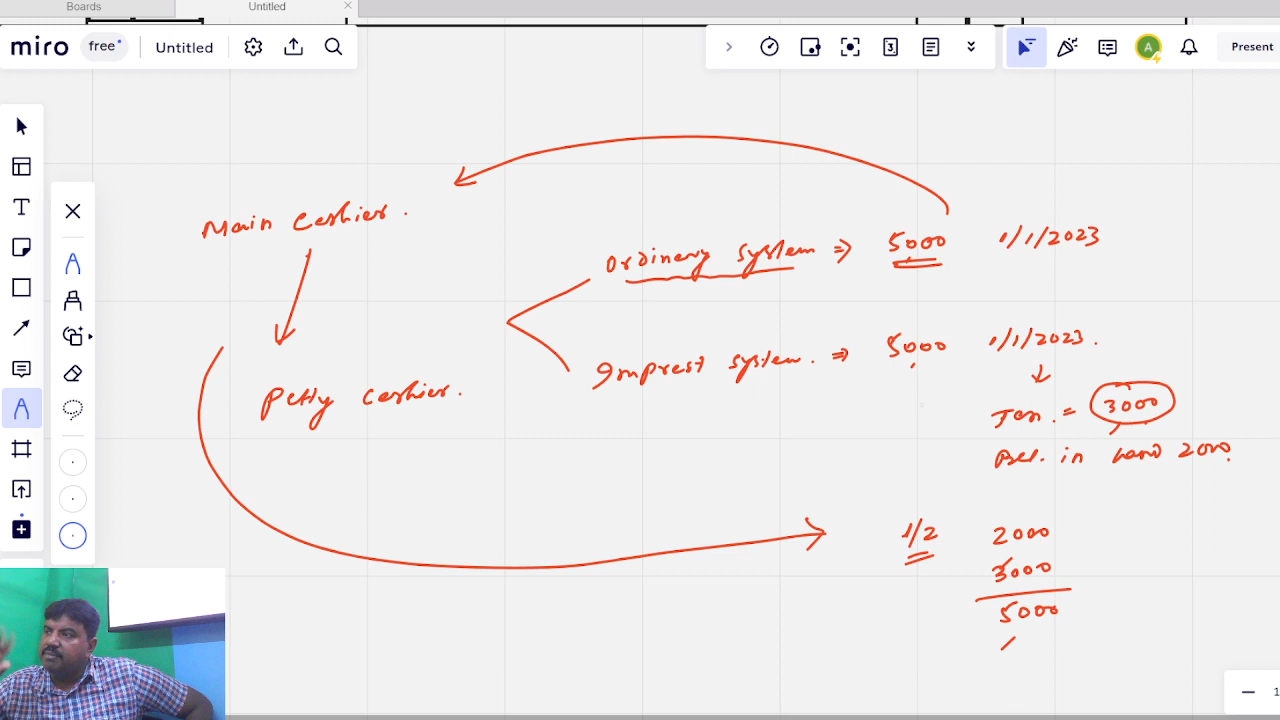 Boards
Untitled
miro
free
Untitled
3
A
Present
Main Cashier.
Ordinary system ⇒ 5000 1/1/2023
Imprest system. ⇒ 5000 1/1/2023.
Petty cashier.
Jan. = 3000
Bal. in hand 2000.
1/2 2000
3000
5000
T
1